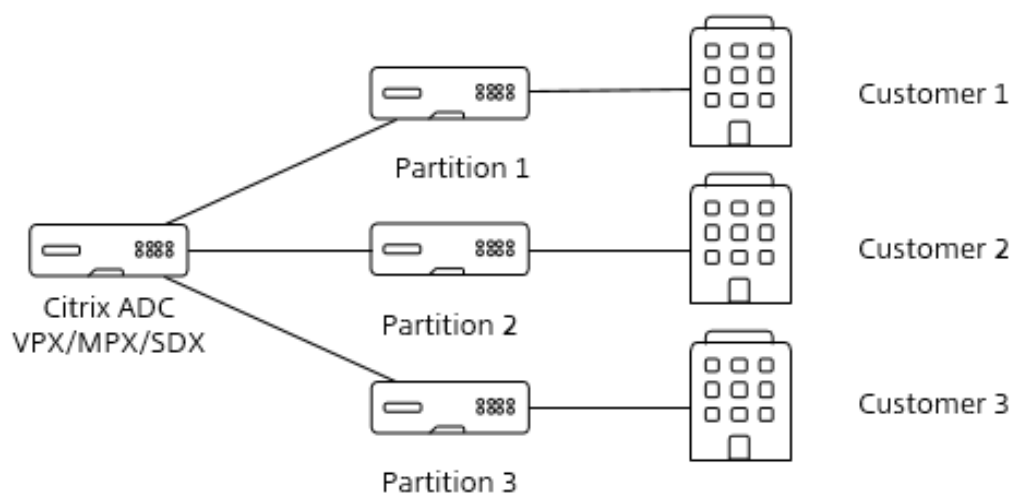 Customer 1
Partition 1
Customer 2
Citrix ADC
VPX/MPX/SDX
Partition 2
Customer 3
Partition 3